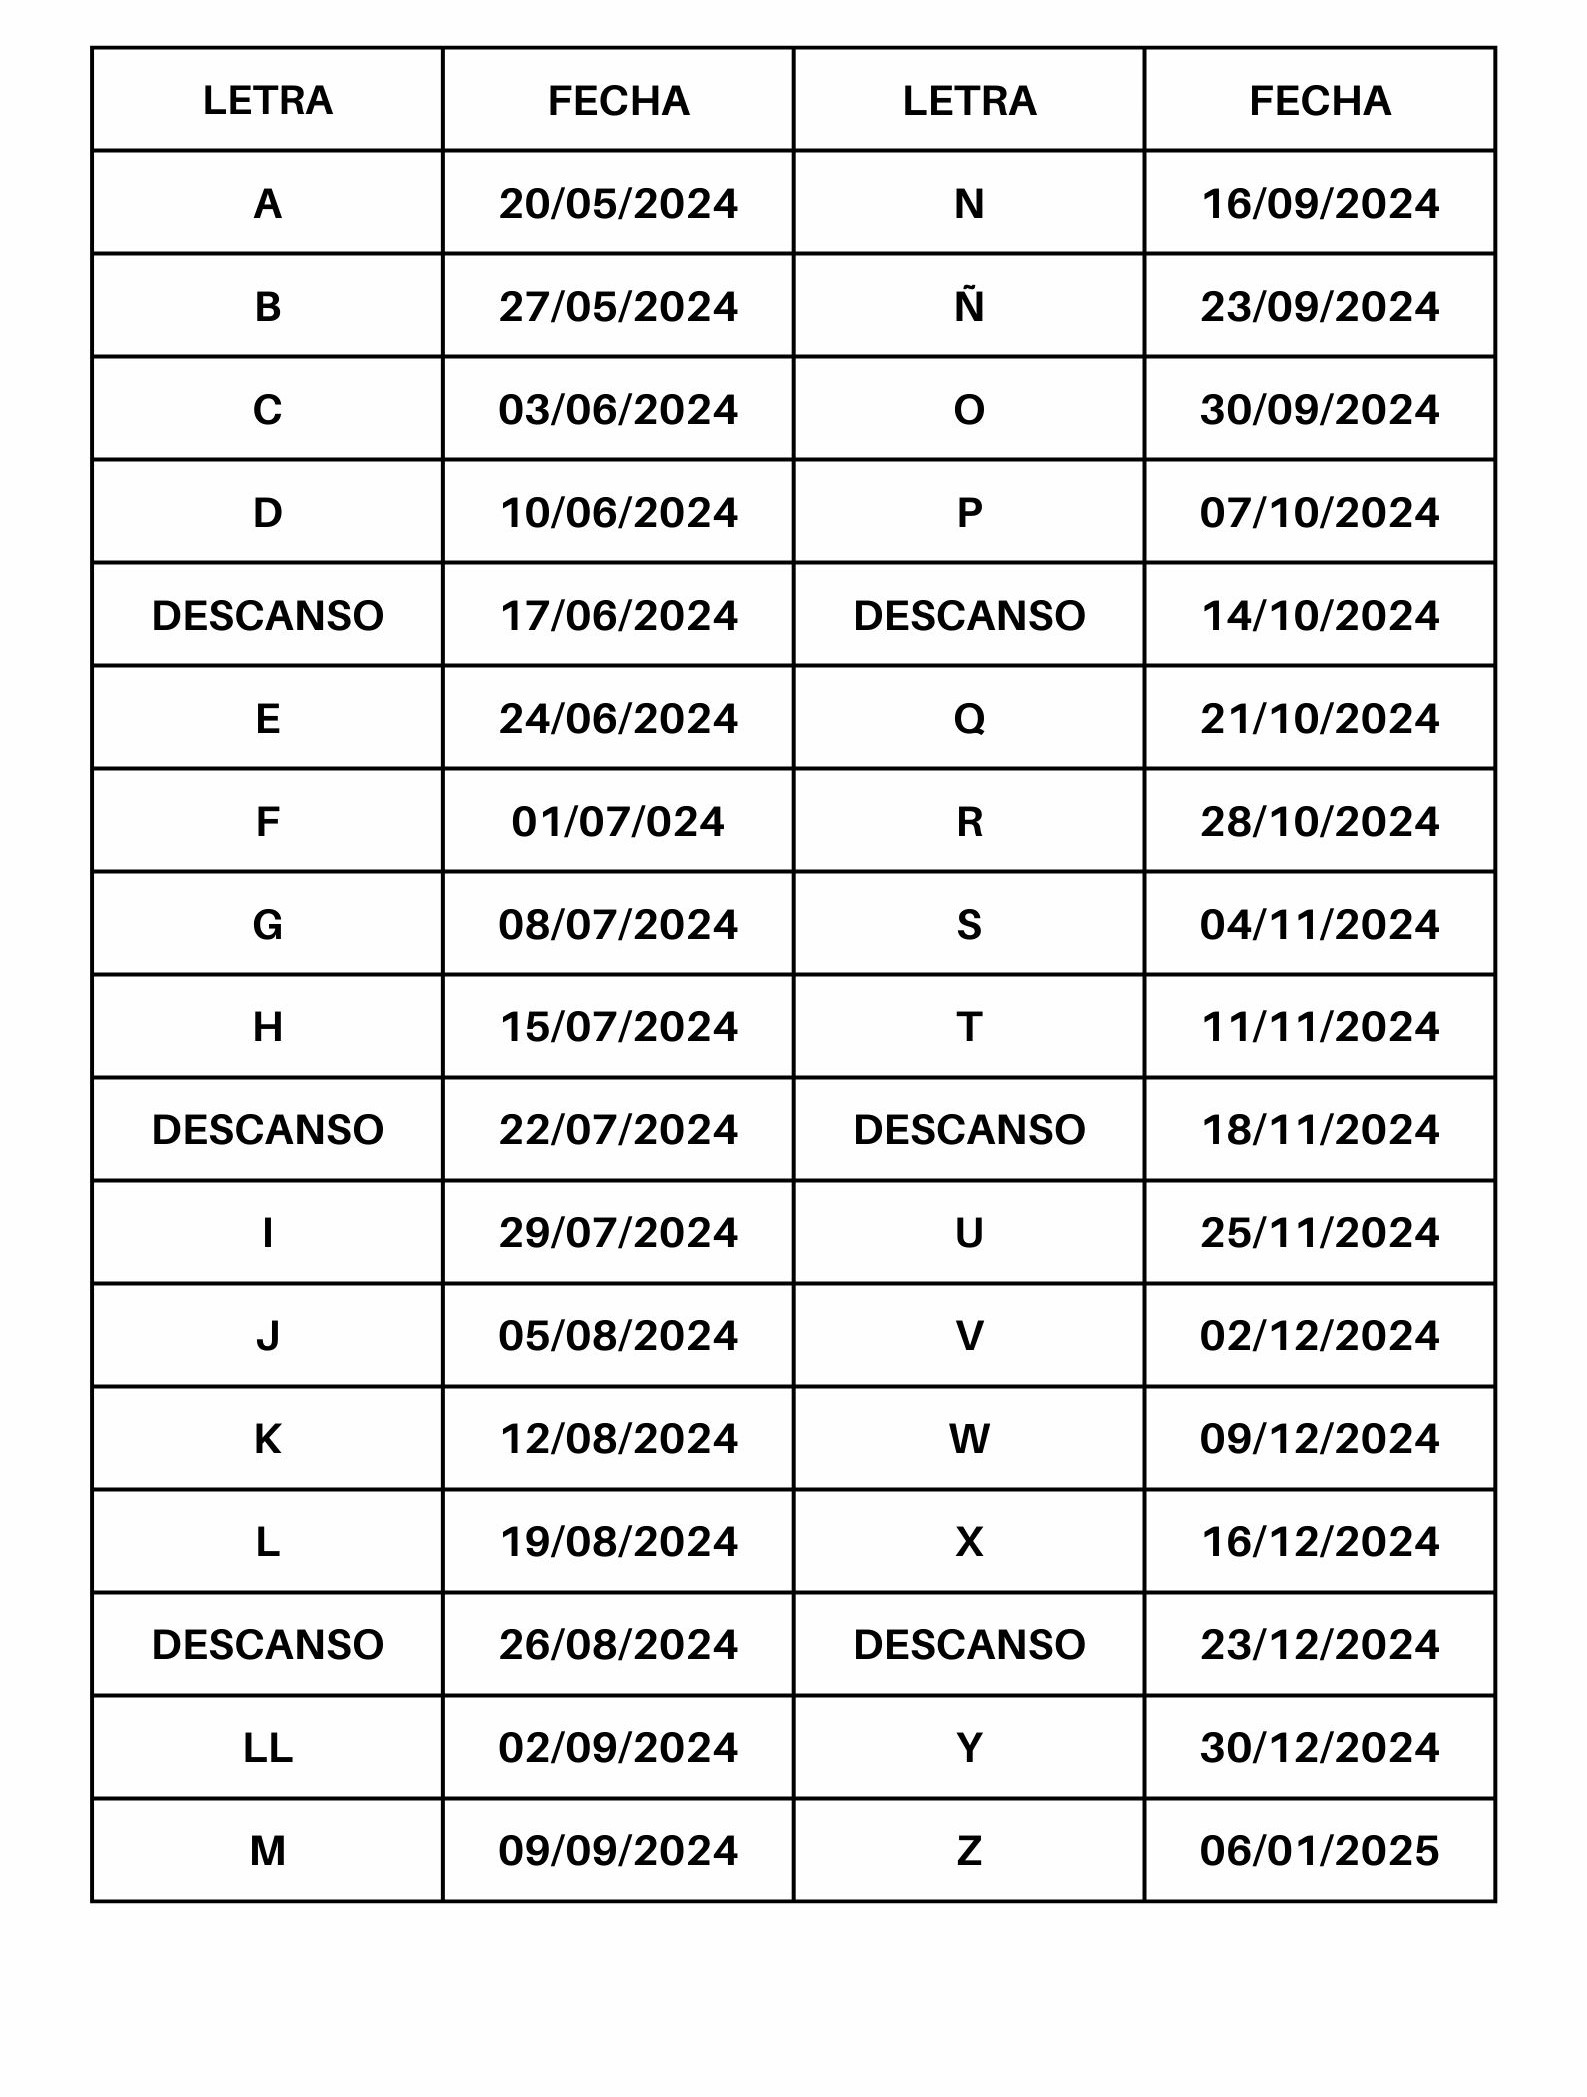 LETRA FECHA LETRA FECHA
A 20/05/2024 N 16/09/2024
B 27/05/2024 Ñ 23/09/2024
C 03/06/2024 O 30/09/2024
D 10/06/2024 P 07/10/2024
DESCANSO 17/06/2024 DESCANSO 14/10/2024
E 24/06/2024 Q 21/10/2024
F 01/07/024 R 28/10/2024
G 08/07/2024 S 04/11/2024
H 15/07/2024 T 11/11/2024
DESCANSO 22/07/2024 DESCANSO 18/11/2024
I 29/07/2024 U 25/11/2024
J 05/08/2024 V 02/12/2024
K 12/08/2024 W 09/12/2024
L 19/08/2024 X 16/12/2024
DESCANSO 26/08/2024 DESCANSO 23/12/2024
LL 02/09/2024 Y 30/12/2024
M 09/09/2024 Z 06/01/2025